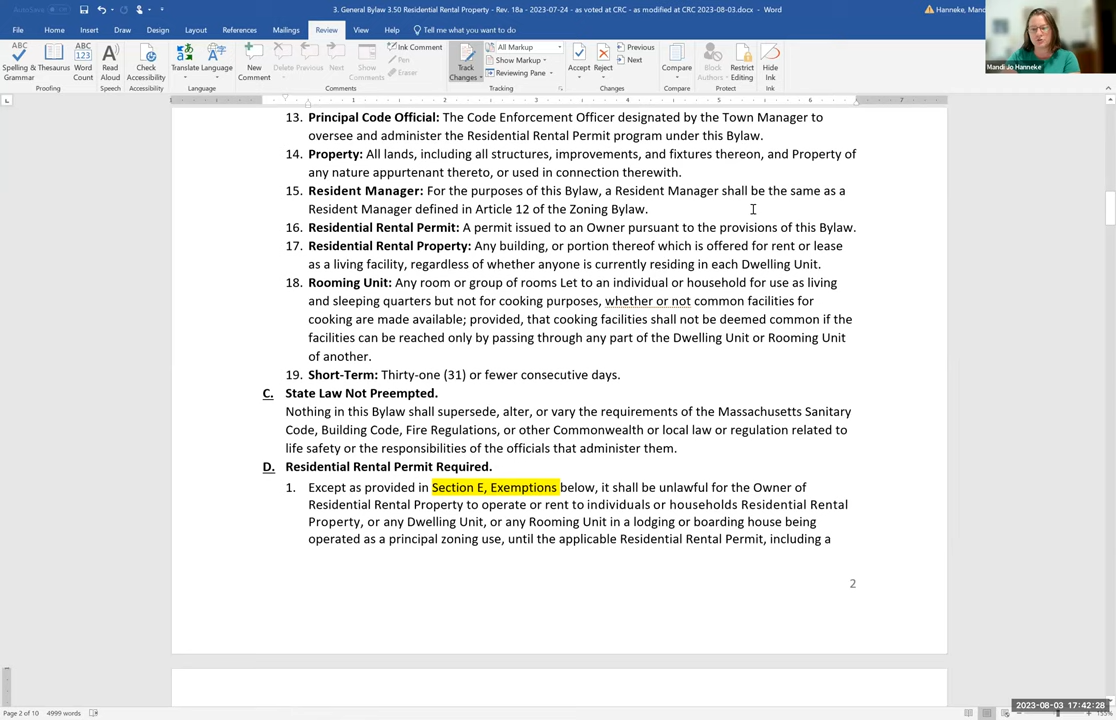 AutoSave
3. General Bylaw 3.50 Residential Rental Property - Rev. 18a - 2023-07-24 - as voted at CRC - as modified at CRC 2023-08-03.docx - Word
Hanneke, Mand
File Home Insert Draw Design Layout References Mailings Review View Help Tell me what you want to do
Spelling & Grammar
Thesaurus
Word Count
Read Aloud
Check Accessibility
Translate
Language
New Comment
Delete
Previous
Next
Show Comments
Ink Comment
Pen
Eraser
Track Changes
All Markup
Show Markup
Reviewing Pane
Accept
Reject
Previous
Next
Compare
Block Authors
Restrict Editing
Hide Ink
Proofing Speech Accessibility Language Comments Tracking Changes Compare Protect Ink
Mandi Jo Hanneke
1 2 3 4 5 6 7
13. Principal Code Official: The Code Enforcement Officer designated by the Town Manager to
oversee and administer the Residential Rental Permit program under this Bylaw.
14. Property: All lands, including all structures, improvements, and fixtures thereon, and Property of
any nature appurtenant thereto, or used in connection therewith.
15. Resident Manager: For the purposes of this Bylaw, a Resident Manager shall be the same as a
Resident Manager defined in Article 12 of the Zoning Bylaw.
16. Residential Rental Permit: A permit issued to an Owner pursuant to the provisions of this Bylaw.
17. Residential Rental Property: Any building, or portion thereof which is offered for rent or lease
as a living facility, regardless of whether anyone is currently residing in each Dwelling Unit.
18. Rooming Unit: Any room or group of rooms Let to an individual or household for use as living
and sleeping quarters but not for cooking purposes, whether or not common facilities for
cooking are made available; provided, that cooking facilities shall not be deemed common if the
facilities can be reached only by passing through any part of the Dwelling Unit or Rooming Unit
of another.
19. Short-Term: Thirty-one (31) or fewer consecutive days.
C. State Law Not Preempted.
Nothing in this Bylaw shall supersede, alter, or vary the requirements of the Massachusetts Sanitary
Code, Building Code, Fire Regulations, or other Commonwealth or local law or regulation related to
life safety or the responsibilities of the officials that administer them.
D. Residential Rental Permit Required.
1. Except as provided in Section E, Exemptions below, it shall be unlawful for the Owner of
Residential Rental Property to operate or rent to individuals or households Residential Rental
Property, or any Dwelling Unit, or any Rooming Unit in a lodging or boarding house being
operated as a principal zoning use, until the applicable Residential Rental Permit, including a
2
Page 2 of 10 4999 words
2023-08-03 17:42:28